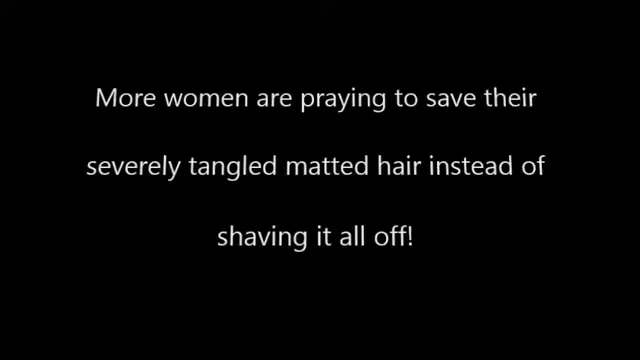 More women are praying to save their
severely tangled matted hair instead of
shaving it all off!